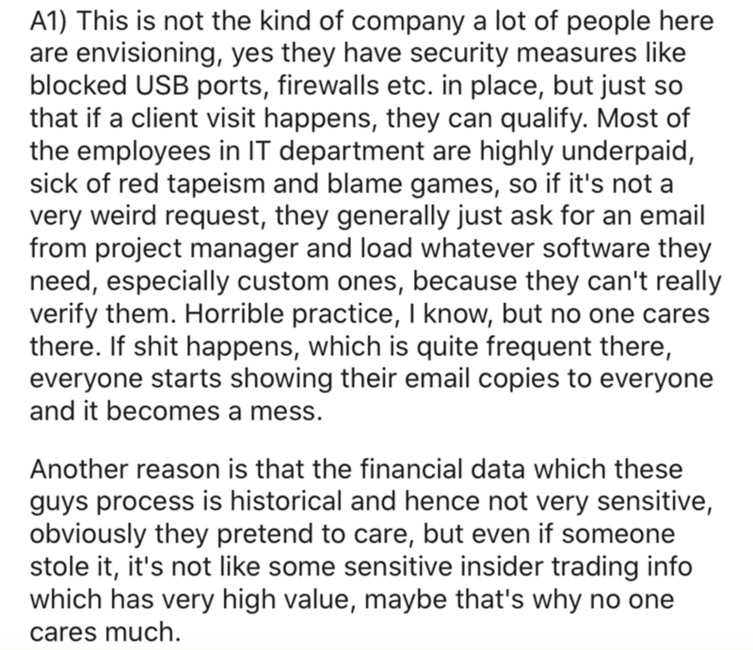 A1) This is not the kind of company a lot of people here
are envisioning, yes they have security measures like
blocked USB ports, firewalls etc. in place, but just so
that if a client visit happens, they can qualify. Most of
the employees in IT department are highly underpaid,
sick of red tapeism and blame games, so if it's not a
very weird request, they generally just ask for an email
from project manager and load whatever software they
need, especially custom ones, because they can't really
verify them. Horrible practice, I know, but no one cares
there. If shit happens, which is quite frequent there,
everyone starts showing their email copies to everyone
and it becomes a mess.
Another reason is that the financial data which these
guys process is historical and hence not very sensitive,
obviously they pretend to care, but even if someone
stole it, it's not like some sensitive insider trading info
which has very high value, maybe that's why no one
cares much.